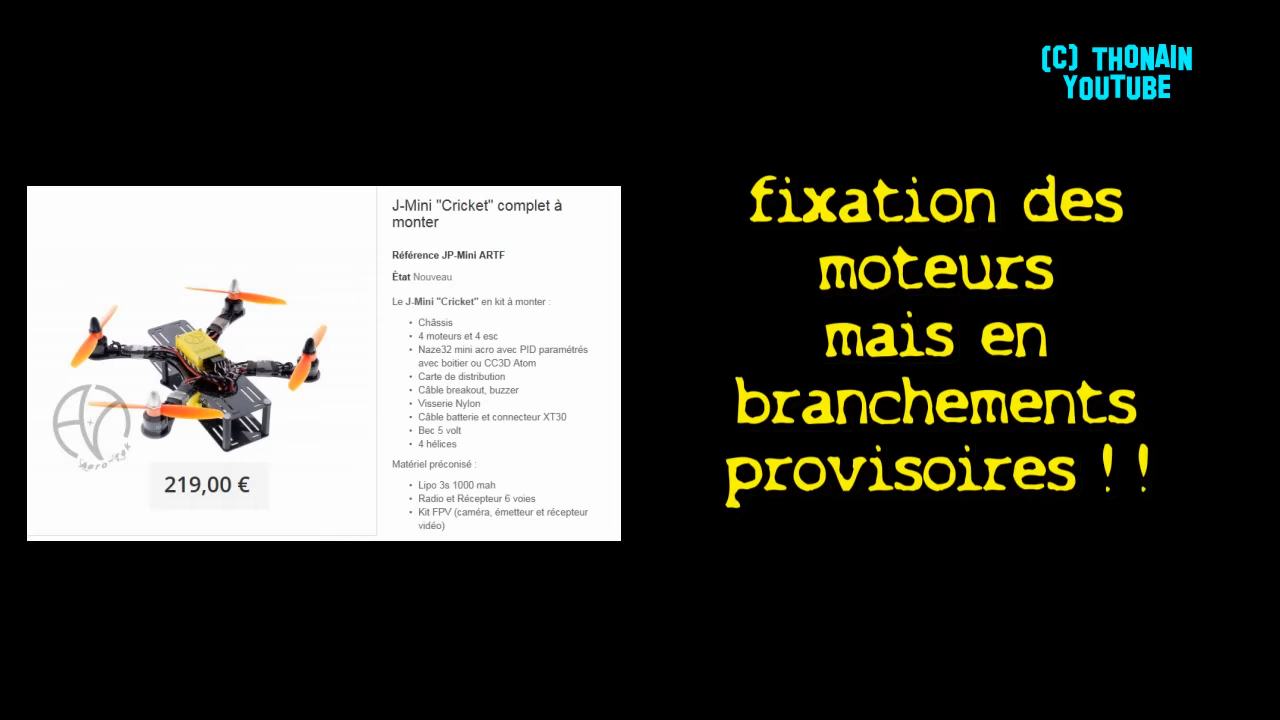 (C) THONAIN
YOUTUBE
fixation des
moteurs
mais en
branchements
provisoires !!
J-Mini "Cricket" complet à
monter
Référence JP-Mini ARTF
État Nouveau
Le J-Mini "Cricket" en kit à monter :
• Châssis
• 4 moteurs et 4 esc
• Naze32 mini acro avec PID paramétrés
avec boitier ou CC3D Atom
• Carte de distribution
• Câble breakout, buzzer
• Visserie Nylon
• Câble batterie et connecteur XT30
• Bec 5 volt
• 4 hélices
Matériel préconisé :
• Lipo 3s 1000 mah
• Radio et Récepteur 6 voies
• Kit FPV (caméra, émetteur et récepteur
vidéo)
219,00 €